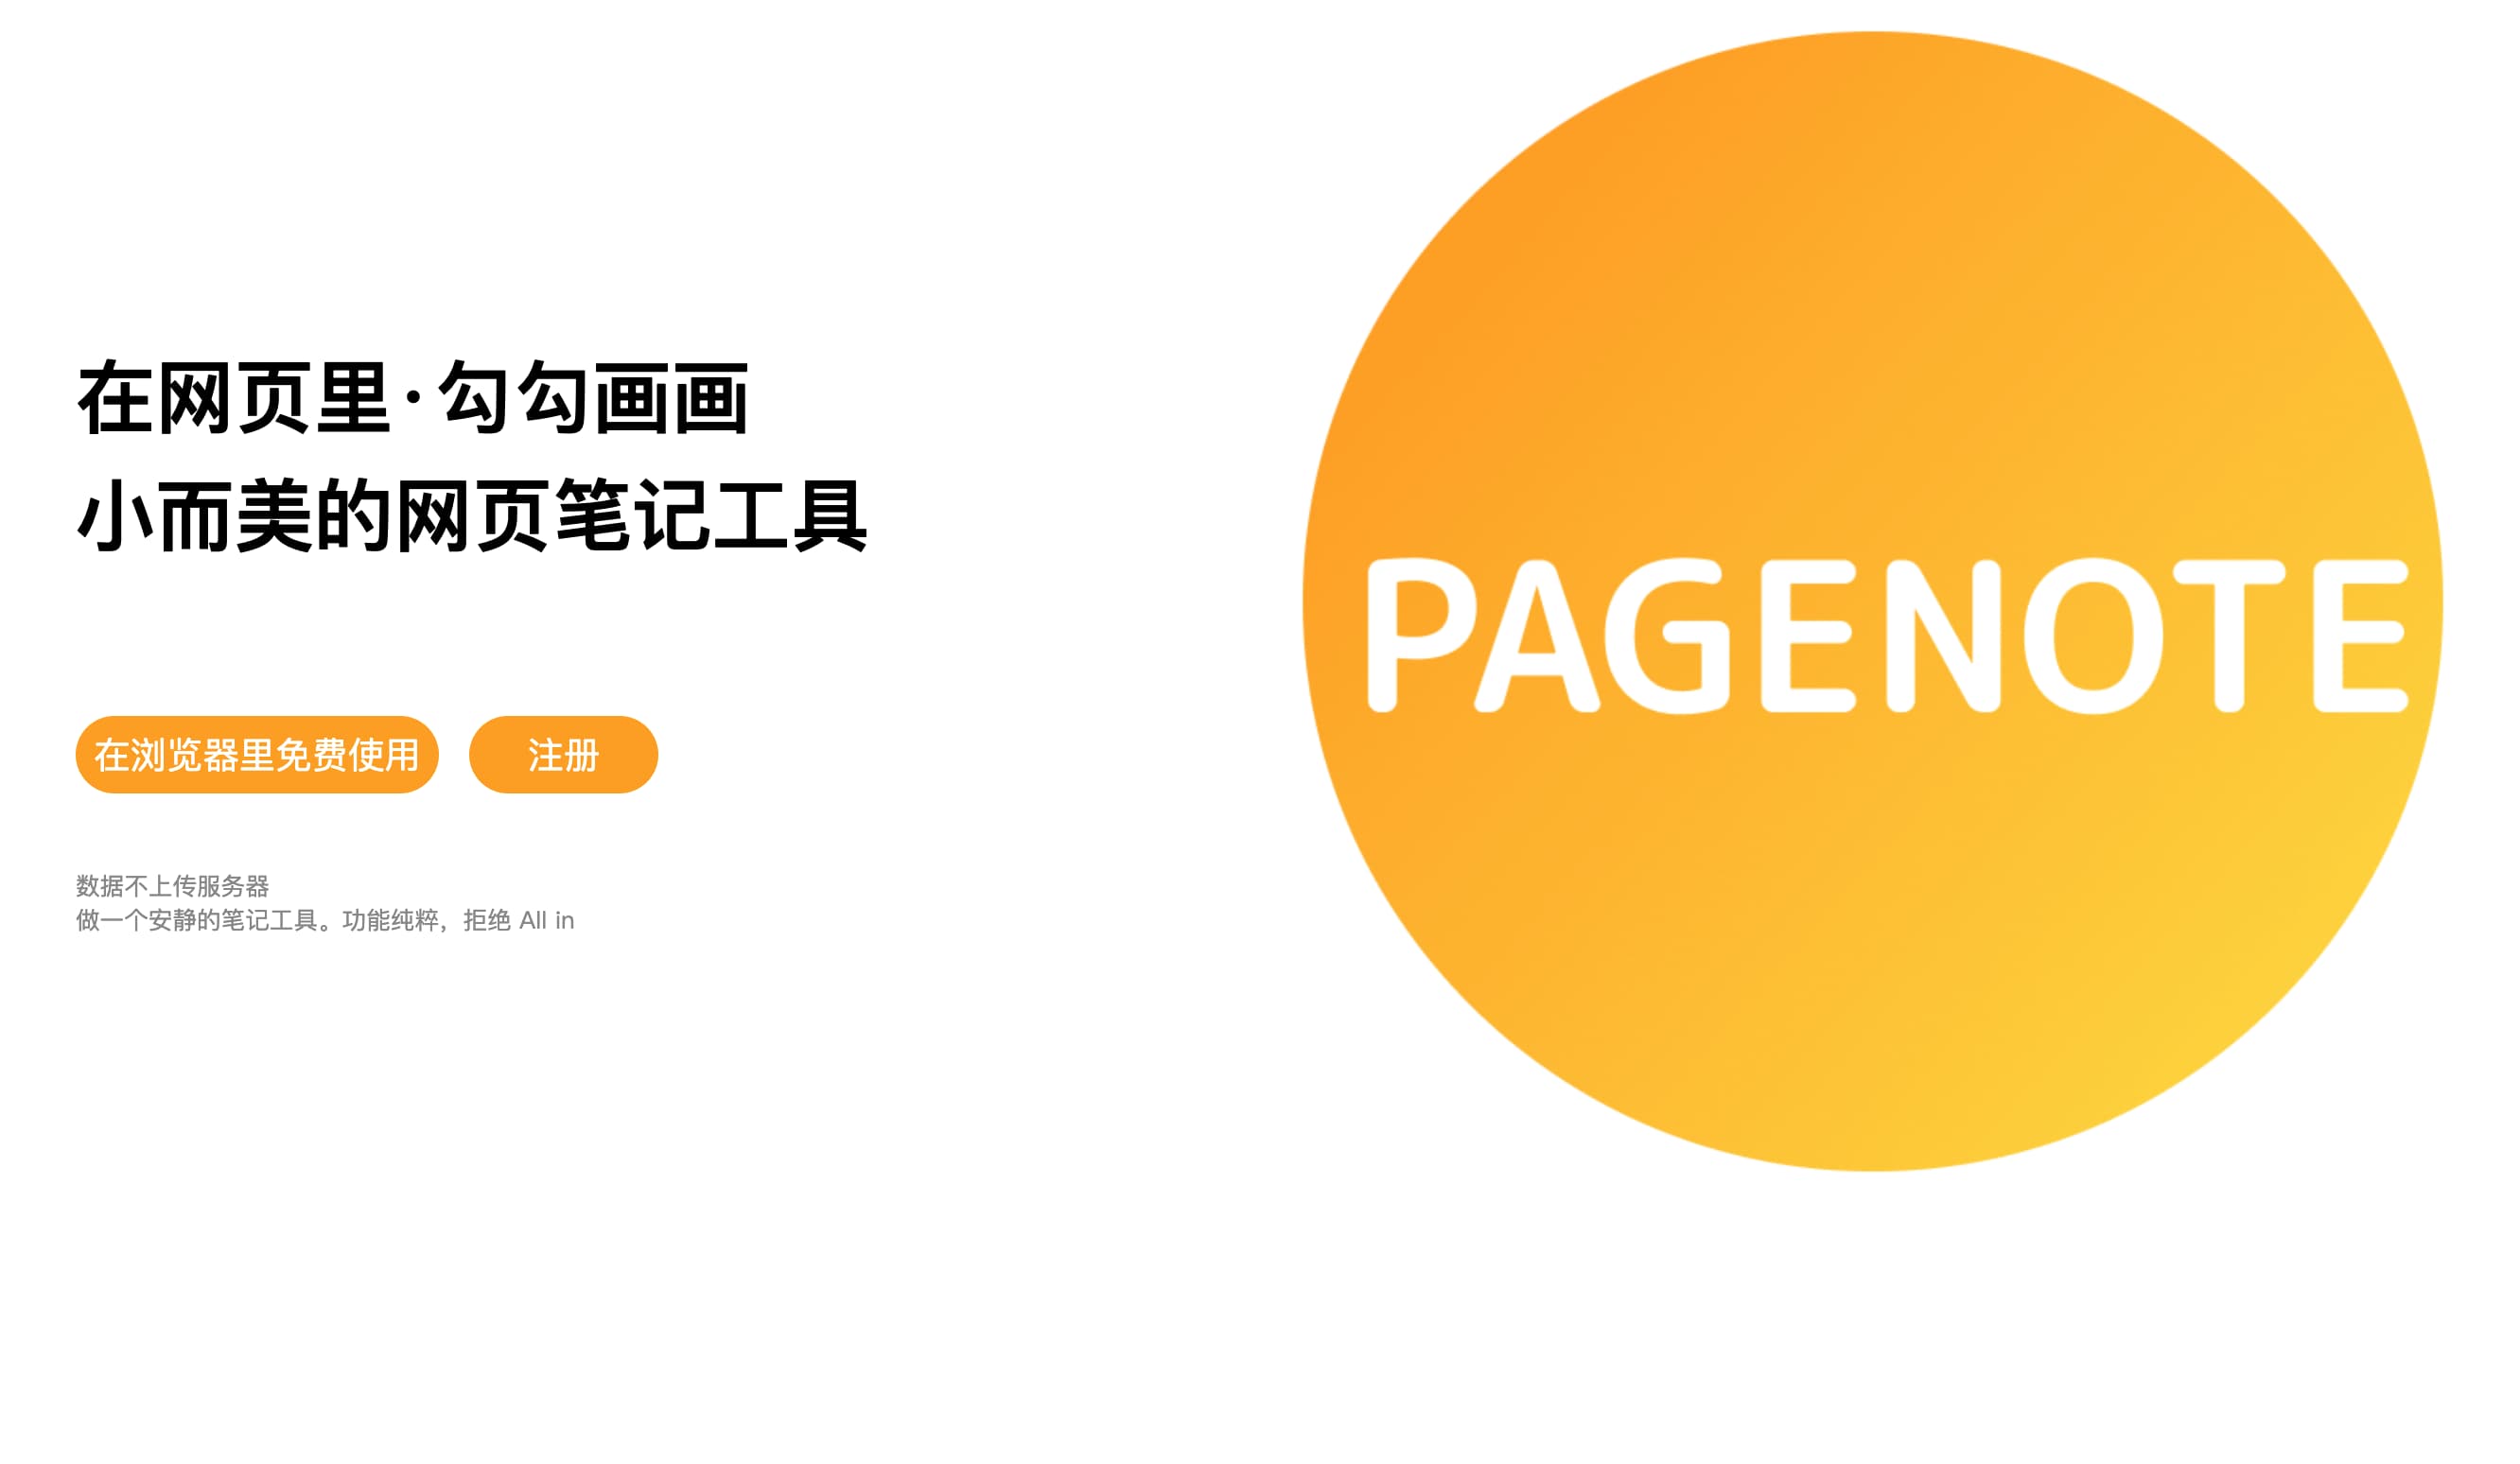 在网页里·勾勾画画
小而美的网页笔记工具
在浏览器里免费使用
注册
数据不上传服务器
做一个安静的笔记工具。功能纯粹，拒绝 All in
PAGENOTE